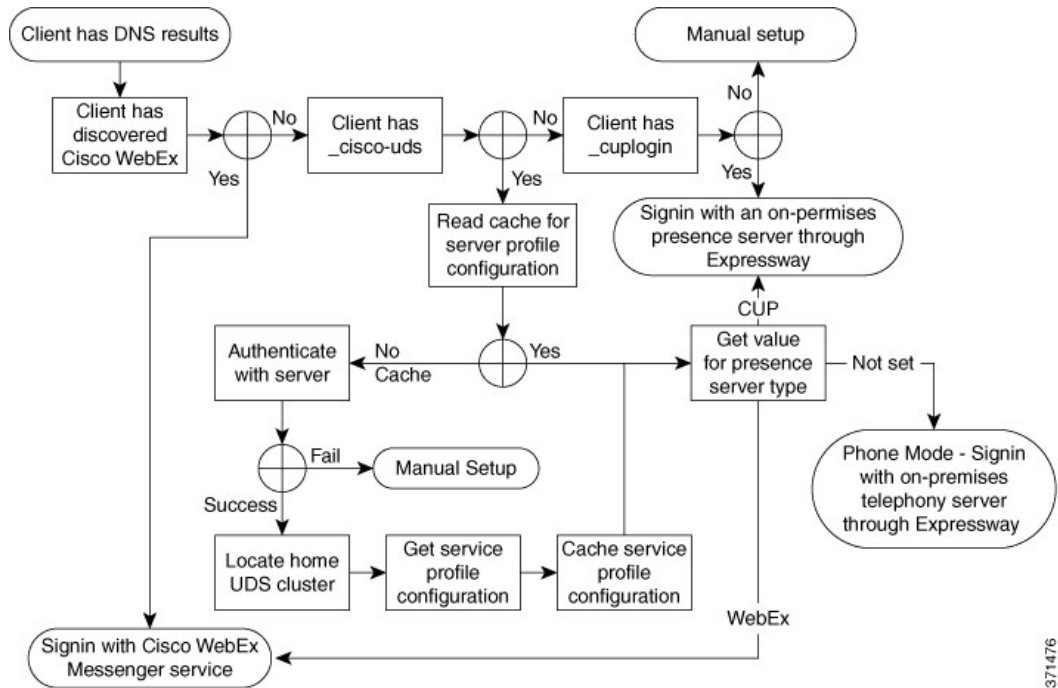 Client has DNS results
Manual setup
No
Client has
discovered
Cisco WebEx
No
Client has
_cisco-uds
No
Client has
_cuplogin
Yes
Yes
Yes
Signin with an on-permises
presence server through
Expressway
Read cache for
server profile
configuration
CUP
Authenticate
with server
No
Cache
Yes
Get value
for presence
server type
Not set
Fail
Manual Setup
Success
Phone Mode - Signin
with on-premises
telephony server
through Expressway
Locate home
UDS cluster
Get service
profile
configuration
Cache service
profile
configuration
WebEx
Signin with Cisco WebEx
Messenger service
371476